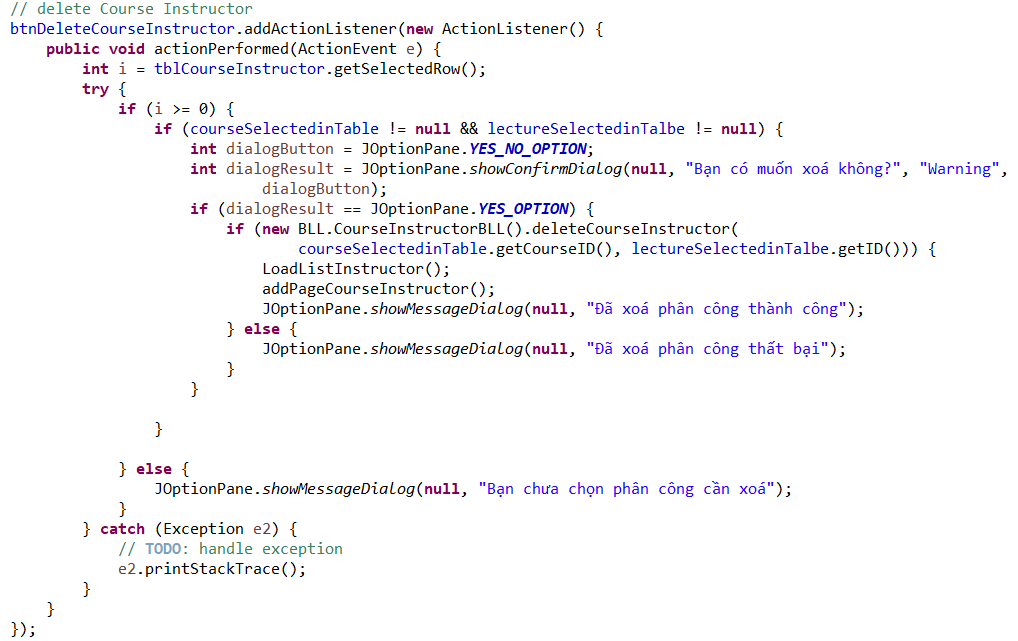 // delete Course Instructor
btnDeleteCourseInstructor.addActionListener(new ActionListener() {
    public void actionPerformed(ActionEvent e) {
        int i = tblCourseInstructor.getSelectedRow();
        try {
            if (i >= 0) {
                if (courseSelectedinTable != null && lectureSelectedinTalbe != null) {
                    int dialogButton = JOptionPane.YES_NO_OPTION;
                    int dialogResult = JOptionPane.showConfirmDialog(null, "Bạn có muốn xoá không?", "Warning",
                            dialogButton);
                    if (dialogResult == JOptionPane.YES_OPTION) {
                        if (new BLL.CourseInstructorBLL().deleteCourseInstructor(
                                courseSelectedinTable.getCourseID(), lectureSelectedinTalbe.getID())) {
                            LoadListInstructor();
                            addPageCourseInstructor();
                            JOptionPane.showMessageDialog(null, "Đã xoá phân công thành công");
                        } else {
                            JOptionPane.showMessageDialog(null, "Đã xoá phân công thất bại");
                        }
                    }

                }

            } else {
                JOptionPane.showMessageDialog(null, "Bạn chưa chọn phân công cần xoá");
            }
        } catch (Exception e2) {
            // TODO: handle exception
            e2.printStackTrace();
        }
    }
});